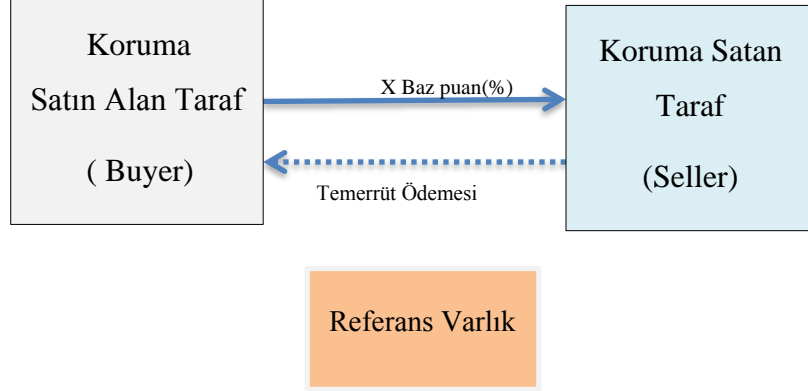 Koruma
Satın Alan Taraf
( Buyer)
X Baz puan(%)
Temerrüt Ödemesi
Koruma Satan
Taraf
(Seller)
Referans Varlık